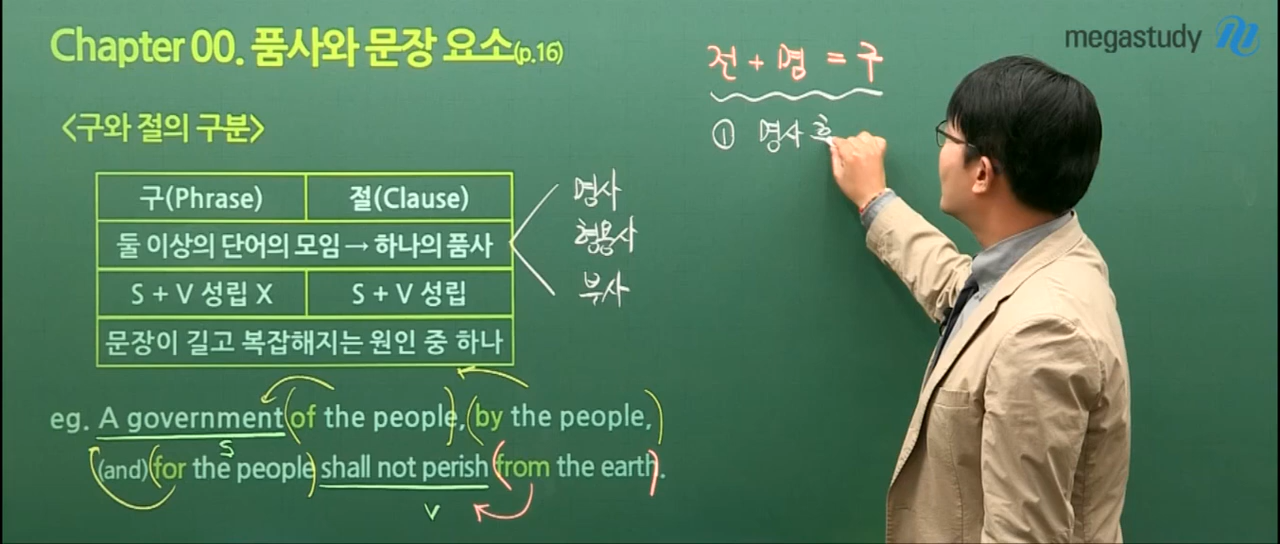 Chapter 00. 품사와 문장 요소(p.16)
megastudy
전 + 명 = 구
① 명사 후
<구와 절의 구분>
구(Phrase) 절(Clause)
둘 이상의 단어의 모임 → 하나의 품사
S + V 성립 X S + V 성립
문장이 길고 복잡해지는 원인 중 하나
명사
형용사
부사
eg. A government (of the people), (by the people,)
S
(and) (for the people) shall not perish (from the earth).
V